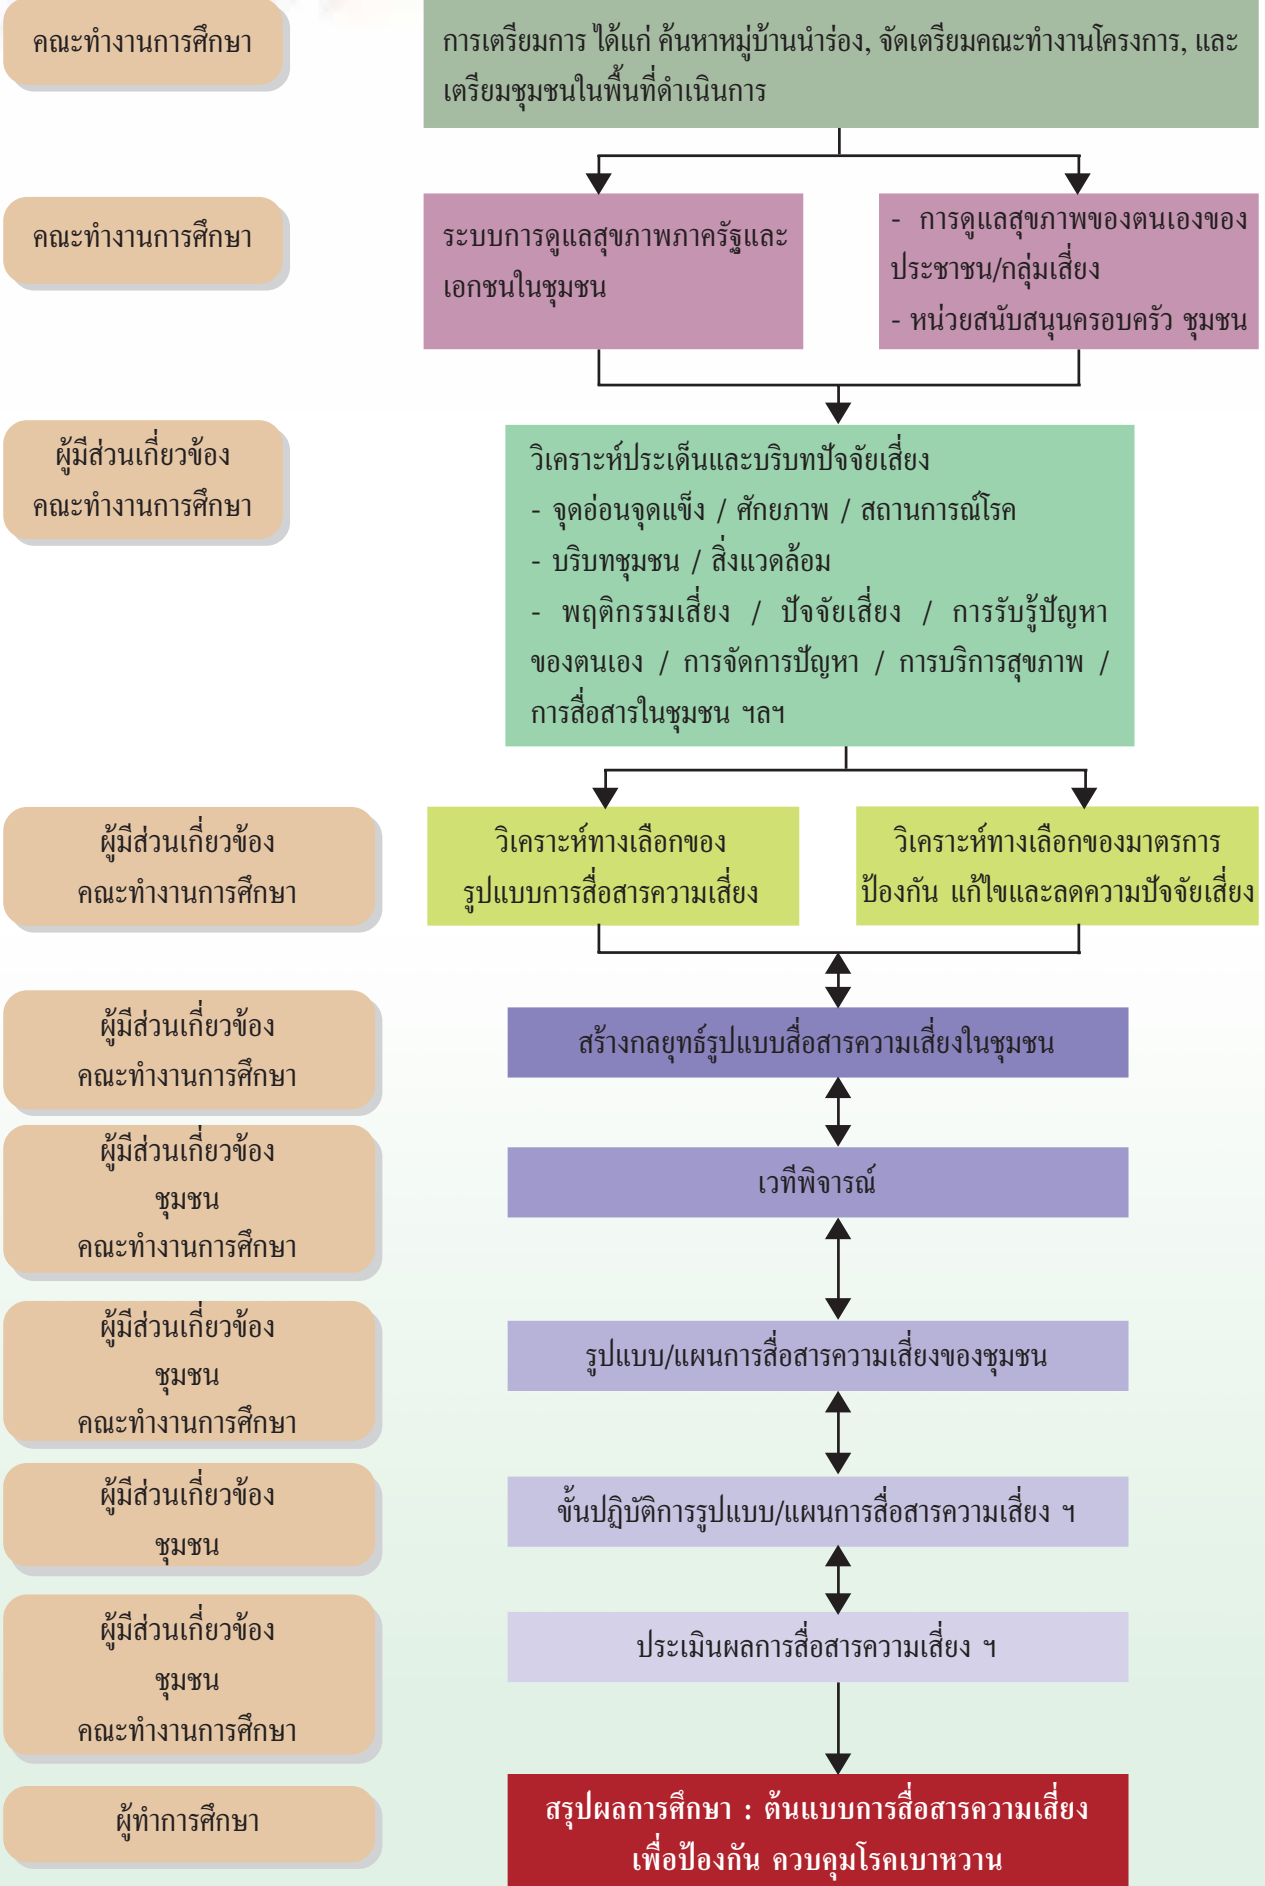 คณะทำงานการศึกษา
การเตรียมการ ได้แก่ ค้นหาหมู่บ้านนำร่อง, จัดเตรียมคณะทำงานโครงการ, และ
เตรียมชุมชนในพื้นที่ดำเนินการ
คณะทำงานการศึกษา
ระบบการดูแลสุขภาพภาครัฐและ
เอกชนในชุมชน
- การดูแลสุขภาพของตนเองของ
ประชาชน/กลุ่มเสี่ยง
- หน่วยสนับสนุนครอบครัว ชุมชน
ผู้มีส่วนเกี่ยวข้อง
คณะทำงานการศึกษา
วิเคราะห์ประเด็นและบริบทปัจจัยเสี่ยง
- จุดอ่อนจุดแข็ง / ศักยภาพ / สถานการณ์โรค
- บริบทชุมชน / สิ่งแวดล้อม
- พฤติกรรมเสี่ยง / ปัจจัยเสี่ยง / การรับรู้ปัญหา
ของตนเอง / การจัดการปัญหา / การบริการสุขภาพ /
การสื่อสารในชุมชน ฯลฯ
ผู้มีส่วนเกี่ยวข้อง
คณะทำงานการศึกษา
วิเคราะห์ทางเลือกของ
รูปแบบการสื่อสารความเสี่ยง
วิเคราะห์ทางเลือกของมาตรการ
ป้องกัน แก้ไขและลดความปัจจัยเสี่ยง
ผู้มีส่วนเกี่ยวข้อง
คณะทำงานการศึกษา
สร้างกลยุทธ์รูปแบบสื่อสารความเสี่ยงในชุมชน
ผู้มีส่วนเกี่ยวข้อง
ชุมชน
คณะทำงานการศึกษา
เวทีพิจารณ์
ผู้มีส่วนเกี่ยวข้อง
ชุมชน
คณะทำงานการศึกษา
รูปแบบ/แผนการสื่อสารความเสี่ยงของชุมชน
ผู้มีส่วนเกี่ยวข้อง
ชุมชน
ขั้นปฏิบัติการรูปแบบ/แผนการสื่อสารความเสี่ยง ฯ
ผู้มีส่วนเกี่ยวข้อง
ชุมชน
คณะทำงานการศึกษา
ประเมินผลการสื่อสารความเสี่ยง ฯ
ผู้ทำการศึกษา
สรุปผลการศึกษา : ต้นแบบการสื่อสารความเสี่ยง
เพื่อป้องกัน ควบคุมโรคเบาหวาน